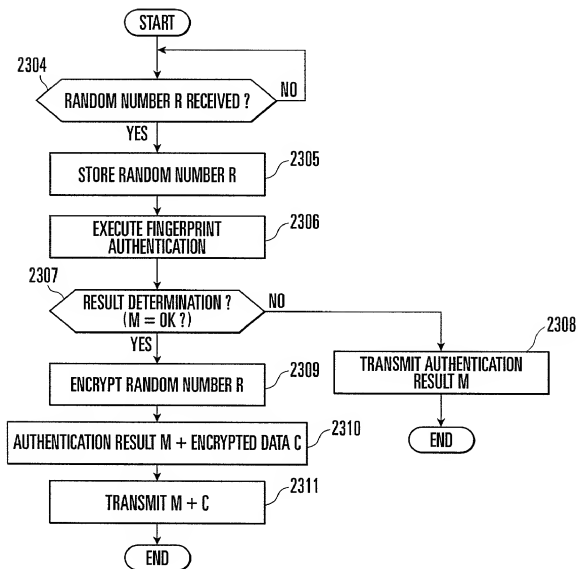 START
2304
RANDOM NUMBER R RECEIVED ?
NO
YES
2305
STORE RANDOM NUMBER R
2306
EXECUTE FINGERPRINT
AUTHENTICATION
2307
RESULT DETERMINATION ?
(M = OK ?)
NO
YES
2308
TRANSMIT AUTHENTICATION
RESULT M
END
2309
ENCRYPT RANDOM NUMBER R
2310
AUTHENTICATION RESULT M + ENCRYPTED DATA C
2311
TRANSMIT M + C
END